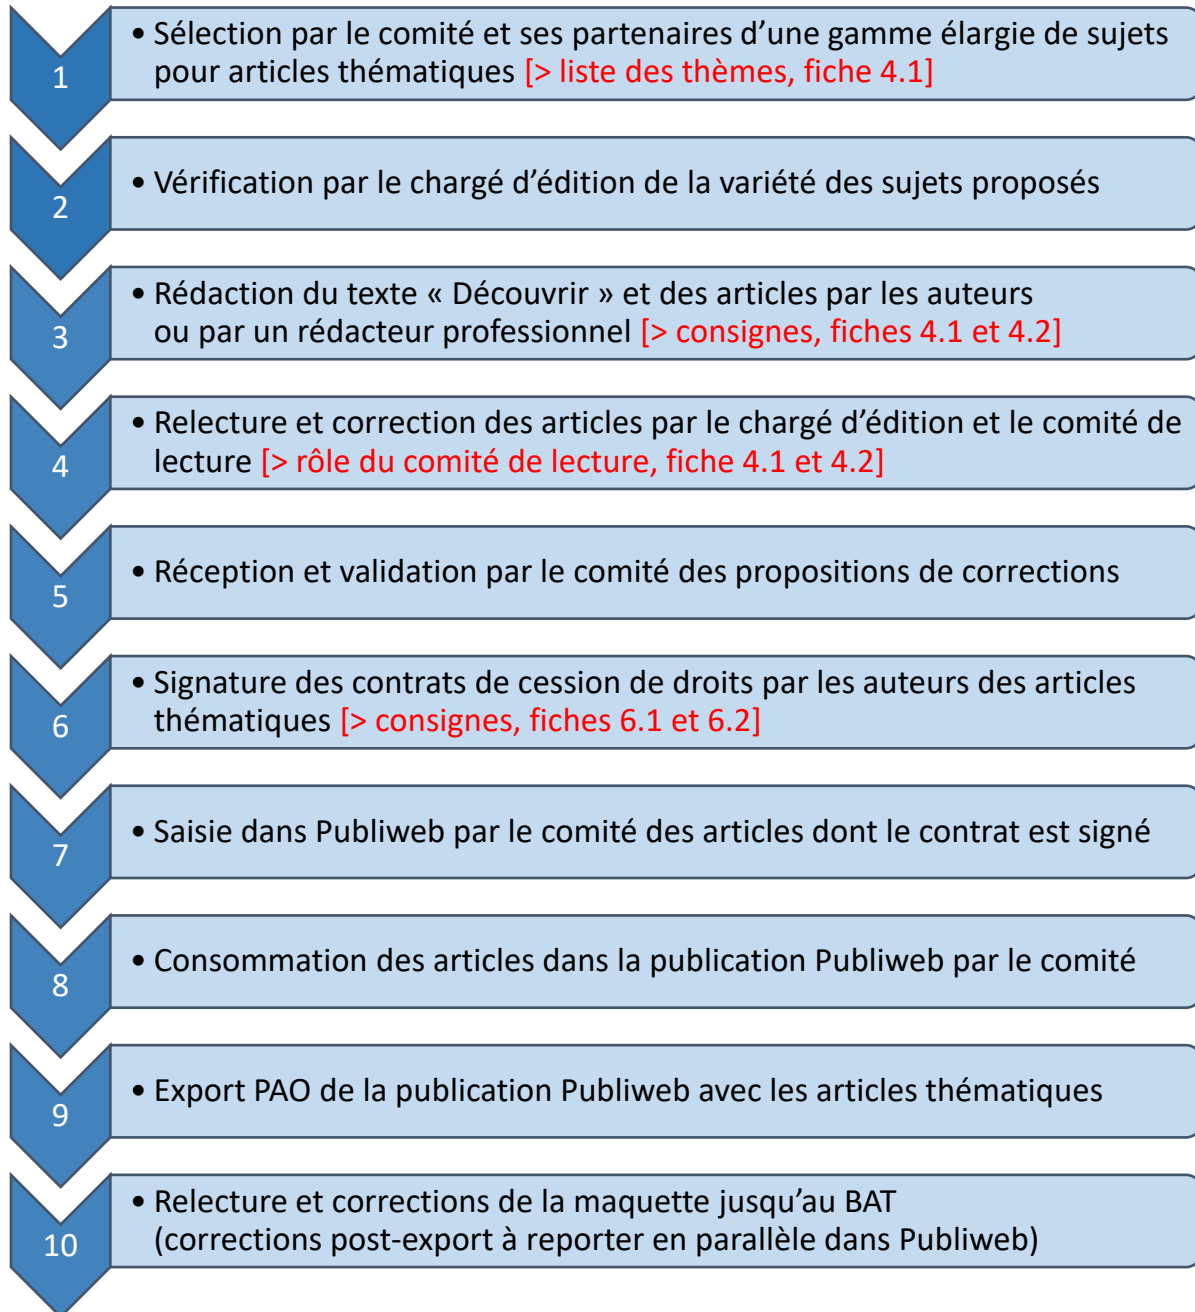 1
• Sélection par le comité et ses partenaires d’une gamme élargie de sujets
pour articles thématiques [> liste des thèmes, fiche 4.1]
2
• Vérification par le chargé d’édition de la variété des sujets proposés
3
• Rédaction du texte « Découvrir » et des articles par les auteurs
ou par un rédacteur professionnel [> consignes, fiches 4.1 et 4.2]
4
• Relecture et correction des articles par le chargé d’édition et le comité de
lecture [> rôle du comité de lecture, fiche 4.1 et 4.2]
5
• Réception et validation par le comité des propositions de corrections
6
• Signature des contrats de cession de droits par les auteurs des articles
thématiques [> consignes, fiches 6.1 et 6.2]
7
• Saisie dans Publiweb par le comité des articles dont le contrat est signé
8
• Consommation des articles dans la publication Publiweb par le comité
9
• Export PAO de la publication Publiweb avec les articles thématiques
10
• Relecture et corrections de la maquette jusqu’au BAT
(corrections post-export à reporter en parallèle dans Publiweb)